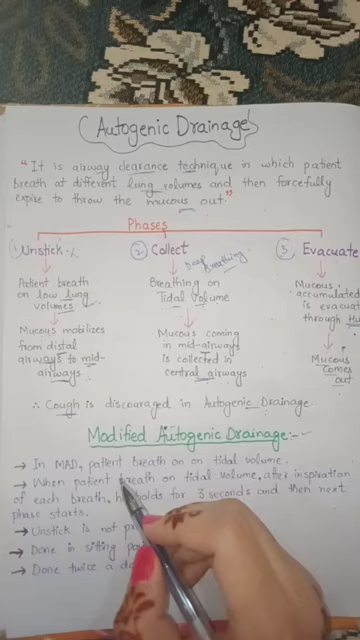 Autogenic Drainage
"It is airway clearance technique in which patient
breath at different lung volumes and then forcefully
expire to throw the mucous out"
Phases
① Unstick
Patient breath
on low lung
volumes
Mucous mobilizes
from distal
airways to mid-
airways
② Collect
Deep Breathing
Breathing on
Tidal volume
Mucous coming
in mid-airways
is collected in
central airways
③ Evacuate
Mucous
accumulated
is evacuat
through Hu
Mucous Comes
out
∴ Cough is discouraged in Autogenic Drainage
Modified Autogenic Drainage
→ In MAD, patient breath on on tidal volume.
→ When patient breath on tidal volume, after inspiration
of each breath, he holds for 3 seconds and then next
phase starts.
→ Unstick is not
→ Done in sitting
→ Done twice a